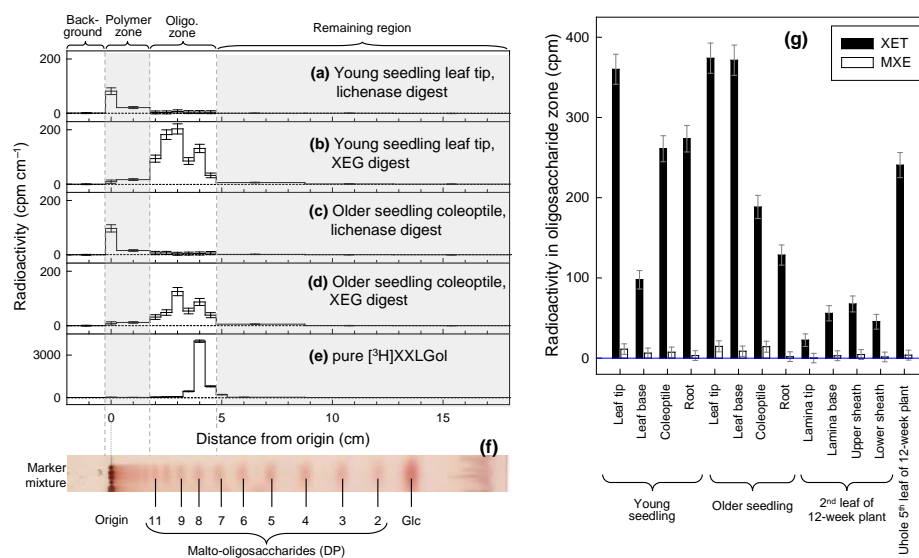 Back-
ground
Polymer
zone
Oligo.
zone
Remaining region
200
0
(a) Young seedling leaf tip,
lichenase digest
200
0
(b) Young seedling leaf tip,
XEG digest
200
0
(c) Older seedling coleoptile,
lichenase digest
200
0
(d) Older seedling coleoptile,
XEG digest
3000
0
(e) pure [³H]XXLGol
Radioactivity (cpm cm⁻¹)
0 5 10 15
Distance from origin (cm)
(f)
Marker
mixture
Origin 11 9 8 7 6 5 4 3 2 Glc
Malto-oligosaccharides (DP)
(g)
XET
MXE
400
300
200
100
0
Radioactivity in oligosaccharide zone (cpm)
Leaf tip
Leaf base
Coleoptile
Root
Leaf tip
Leaf base
Coleoptile
Root
Lamina tip
Lamina base
Upper sheath
Lower sheath
Uhole 5th leaf of 12-week plant
Young
seedling
Older seedling
2nd leaf of
12-week plant